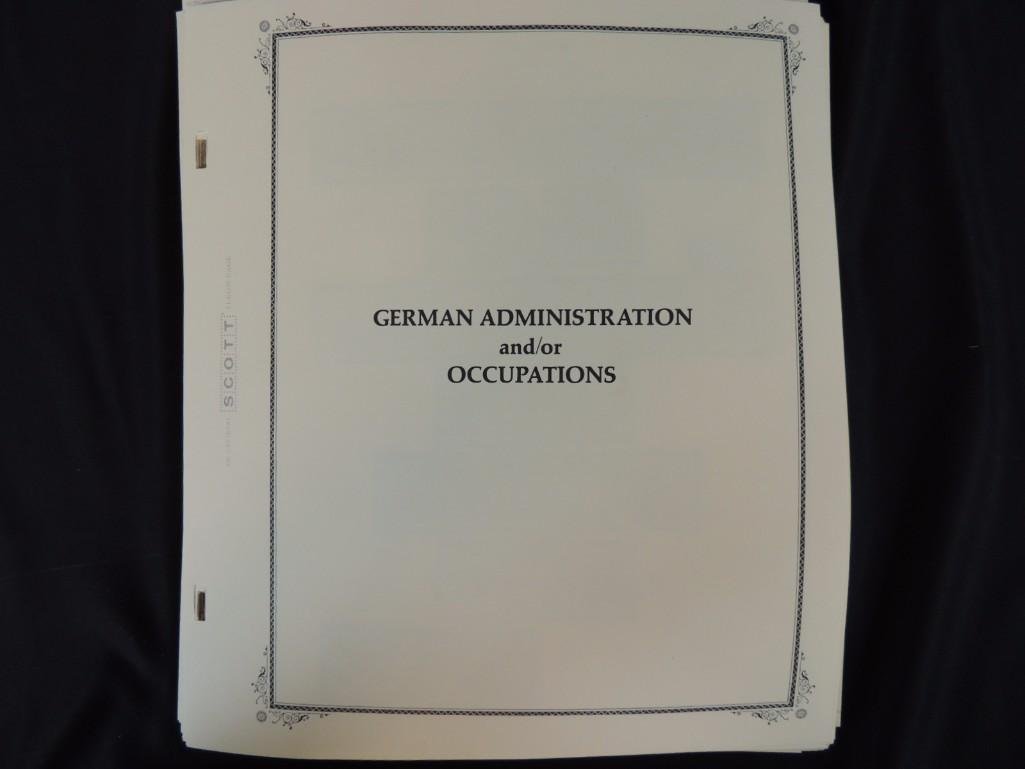 GERMAN ADMINISTRATION
and/or
OCCUPATIONS
SCOTT